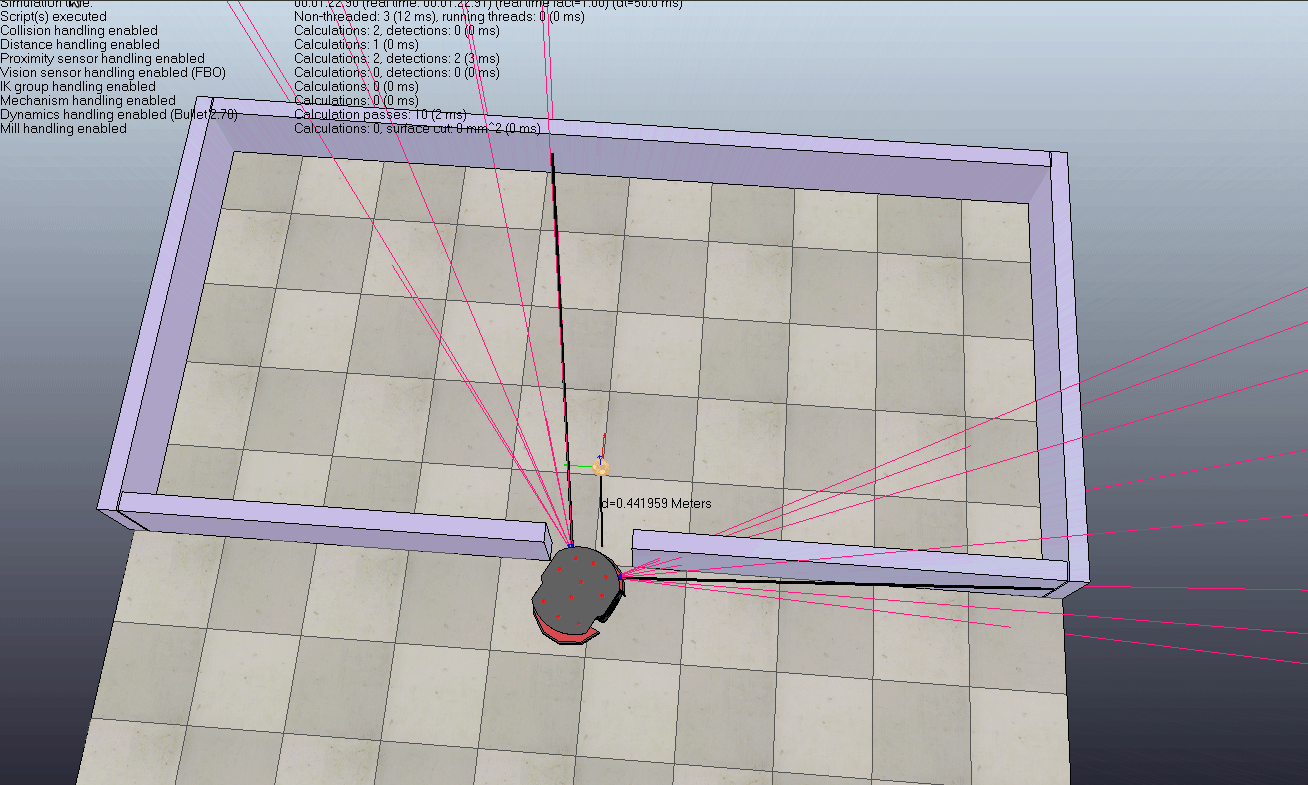 Simulation time: 00:01:22.90 (real time: 00:01:22.91) (real time fact=1.00) (dt=50.0 ms)
Script(s) executed Non-threaded: 3 (12 ms), running threads: 0 (0 ms)
Collision handling enabled Calculations: 2, detections: 0 (0 ms)
Distance handling enabled Calculations: 1 (0 ms)
Proximity sensor handling enabled Calculations: 2, detections: 2 (3 ms)
Vision sensor handling enabled (FBO) Calculations: 0, detections: 0 (0 ms)
IK group handling enabled Calculations: 0 (0 ms)
Mechanism handling enabled Calculations: 0 (0 ms)
Dynamics handling enabled (Bullet 2.78) Calculation passes: 10 (2 ms)
Mill handling enabled Calculations: 0, surface cut: 0 mm^2 (0 ms)
d=0.441959 Meters